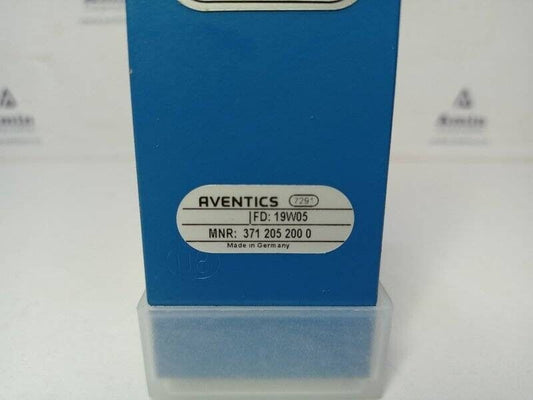 AVENTICS 7291
FD: 19W05
MNR: 371 205 200 0
Made in Germany